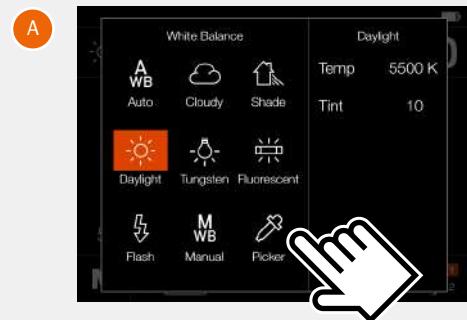 A
White Balance
Daylight
A
WB
Auto
Cloudy
Shade
Temp 5500 K
Tint 10
Daylight
Tungsten
Fluorescent
M
WB
Flash
Manual
Picker